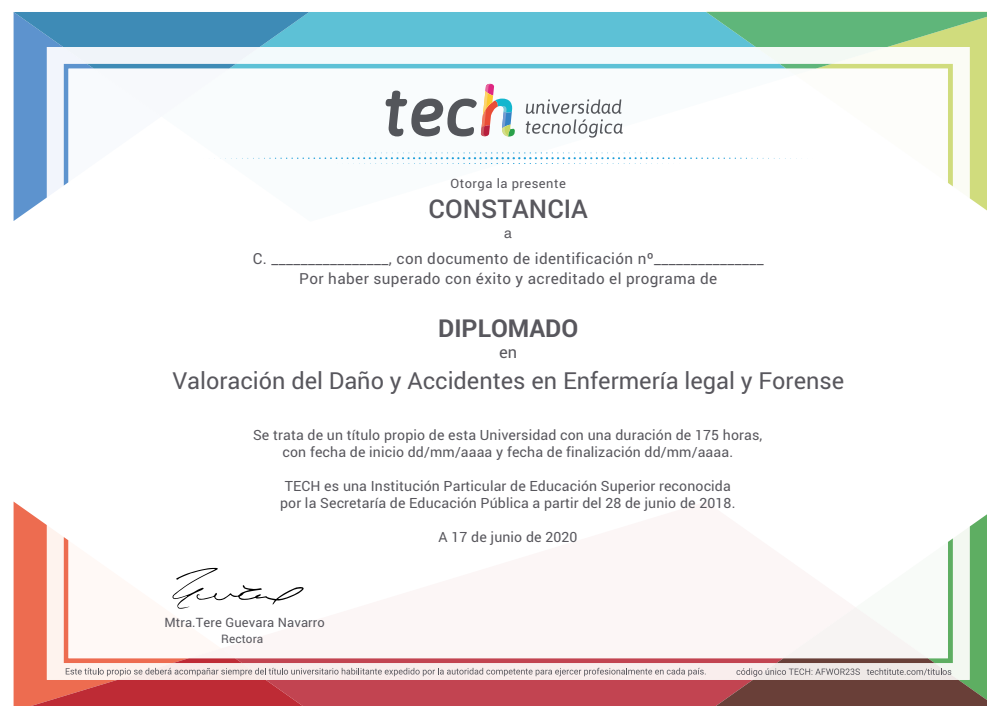 tech universidad
tecnológica
Otorga la presente
CONSTANCIA
a
C. ________________, con documento de identificación nº_______________
Por haber superado con éxito y acreditado el programa de
DIPLOMADO
en
Valoración del Daño y Accidentes en Enfermería legal y Forense
Se trata de un título propio de esta Universidad con una duración de 175 horas,
con fecha de inicio dd/mm/aaaa y fecha de finalización dd/mm/aaaa.
TECH es una Institución Particular de Educación Superior reconocida
por la Secretaría de Educación Pública a partir del 28 de junio de 2018.
A 17 de junio de 2020
Mtra.Tere Guevara Navarro
Rectora
Este título propio se deberá acompañar siempre del título universitario habilitante expedido por la autoridad competente para ejercer profesionalmente en cada país. código único TECH: AFWOR23S techtitute.com/titulos